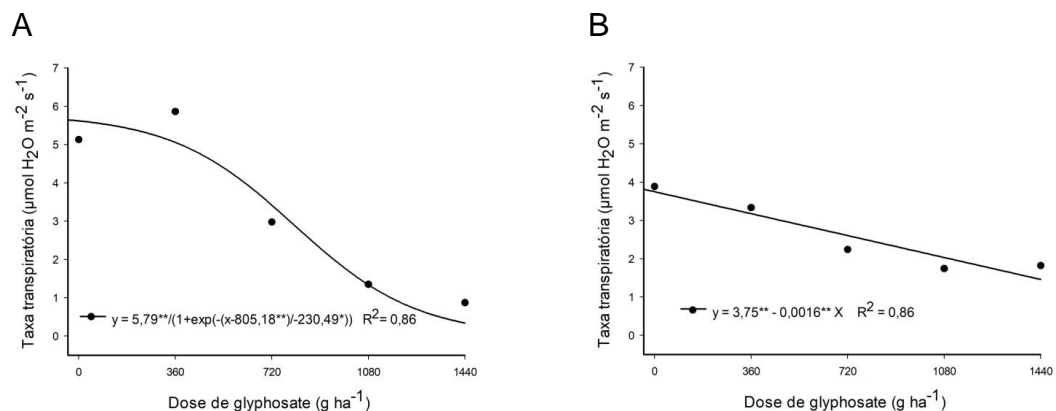 A
Taxa transpiratória (µmol H2O m-2 s-1)
7
6
5
4
3
2
1
0
y = 5,79**/(1+exp(-(x-805,18**)/-230,49*)) R2= 0,86
0 360 720 1080 1440
Dose de glyphosate (g ha-1)
B
Taxa transpiratória (µmol H2O m-2 s-1)
7
6
5
4
3
2
1
0
y = 3,75** - 0,0016** X R2 = 0,86
0 360 720 1080 1440
Dose de glyphosate (g ha-1)